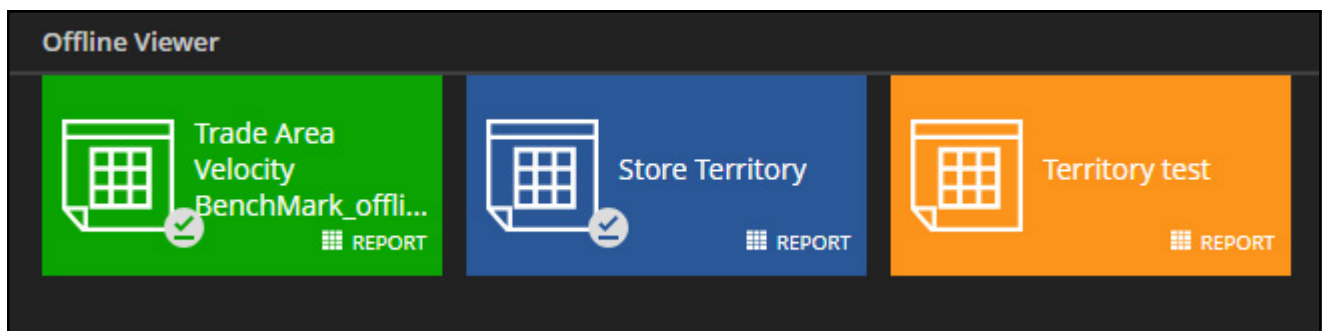 Offline Viewer
Trade Area
Velocity
BenchMark_offli...
REPORT
Store Territory
REPORT
Territory test
REPORT